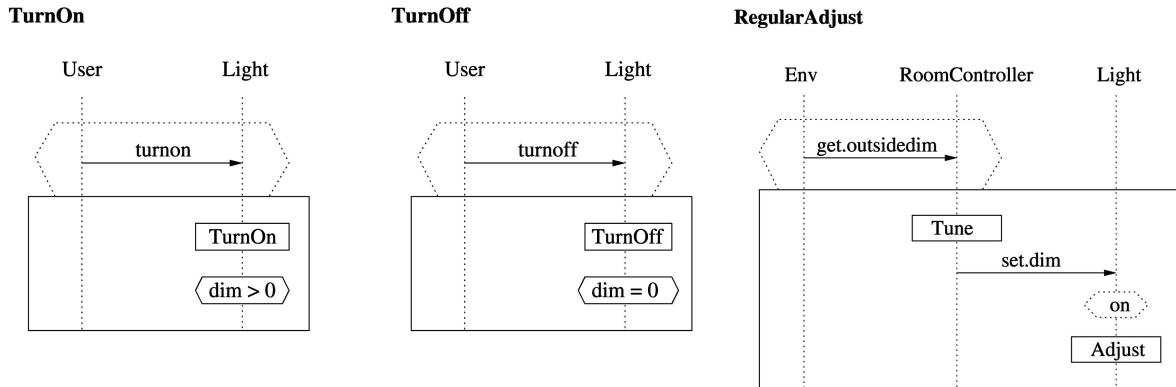 TurnOn
User Light
turnon
TurnOn
dim > 0
TurnOff
User Light
turnoff
TurnOff
dim = 0
RegularAdjust
Env RoomController Light
get.outsidedim
Tune
set.dim
on
Adjust